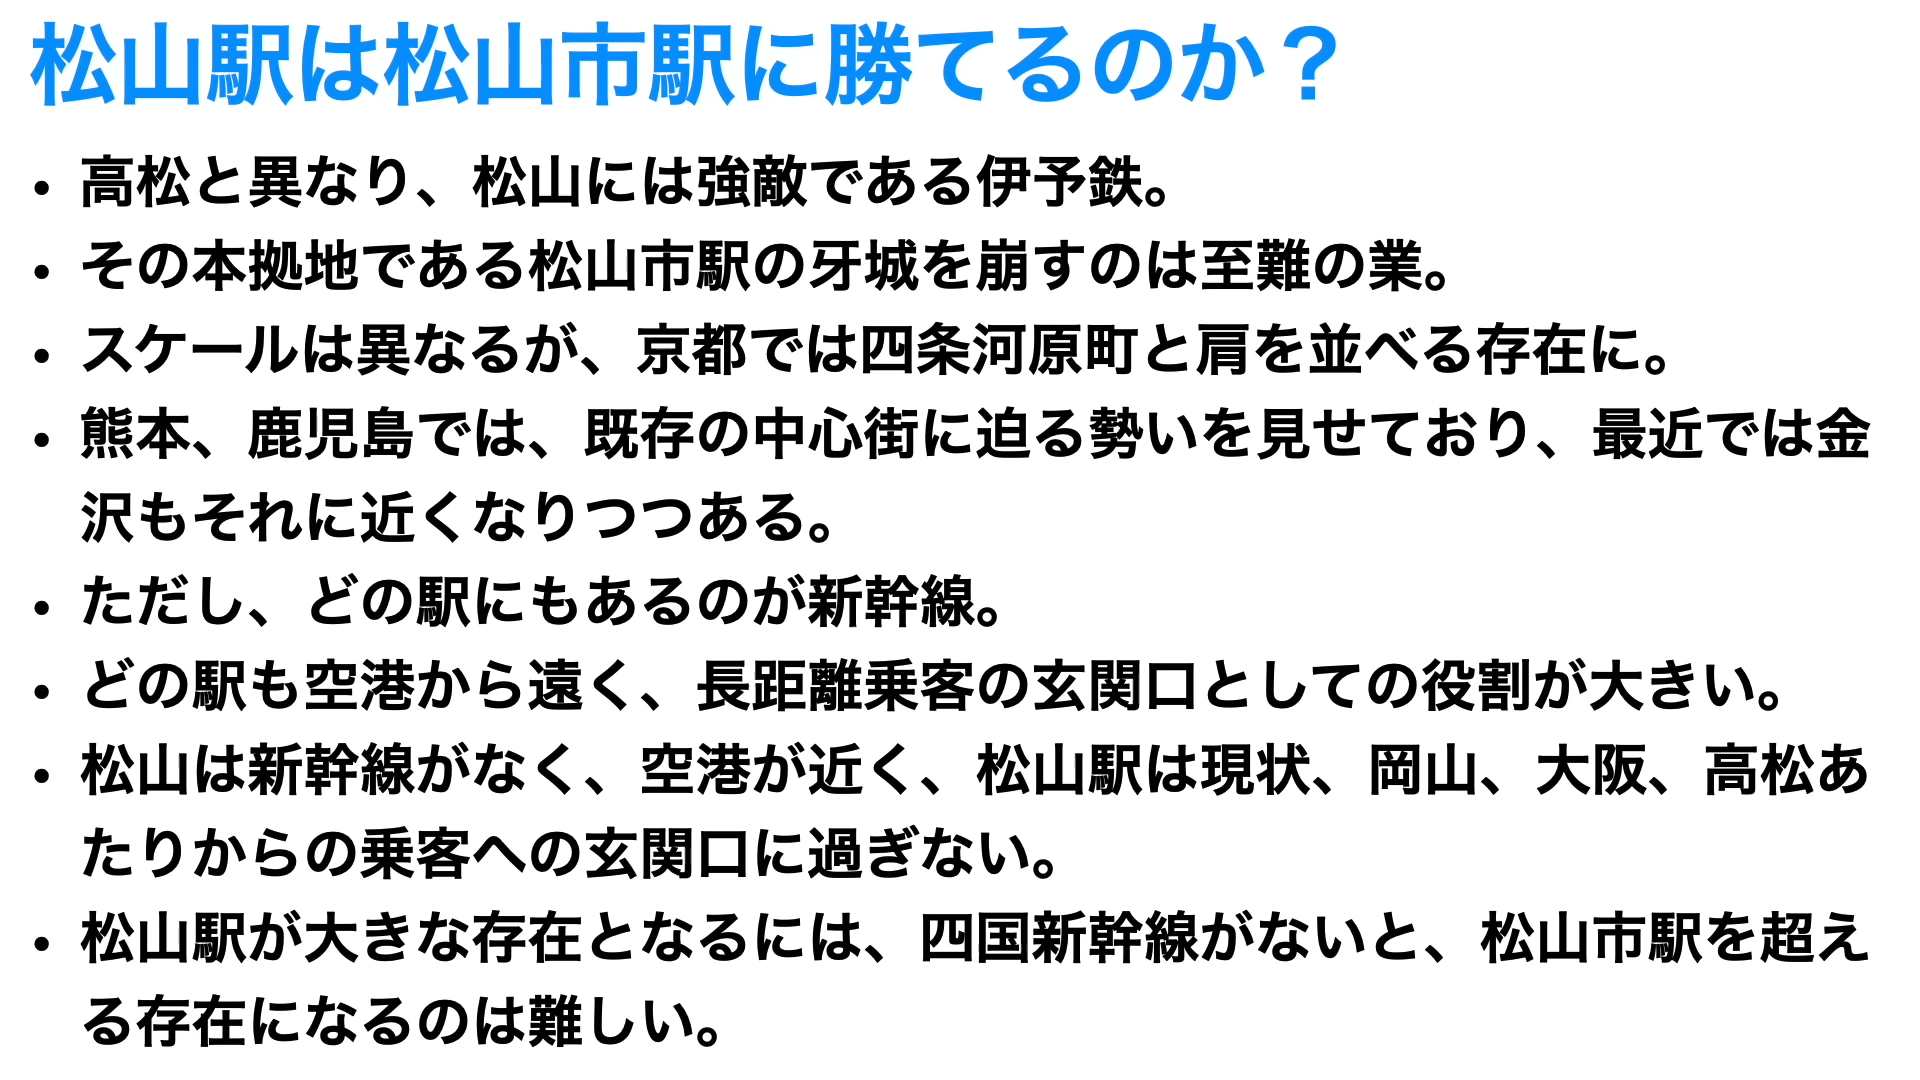 松山駅は松山市駅に勝てるのか？
• 高松と異なり、松山には強敵である伊予鉄。
• その本拠地である松山市駅の牙城を崩すのは至難の業。
• スケールは異なるが、京都では四条河原町と肩を並べる存在に。
• 熊本、鹿児島では、既存の中心街に迫る勢いを見せており、最近では金
沢もそれに近くなりつつある。
• ただし、どの駅にもあるのが新幹線。
• どの駅も空港から遠く、長距離乗客の玄関口としての役割が大きい。
• 松山は新幹線がなく、空港が近く、松山駅は現状、岡山、大阪、高松あ
たりからの乗客への玄関口に過ぎない。
• 松山駅が大きな存在となるには、四国新幹線がないと、松山市駅を超え
る存在になるのは難しい。